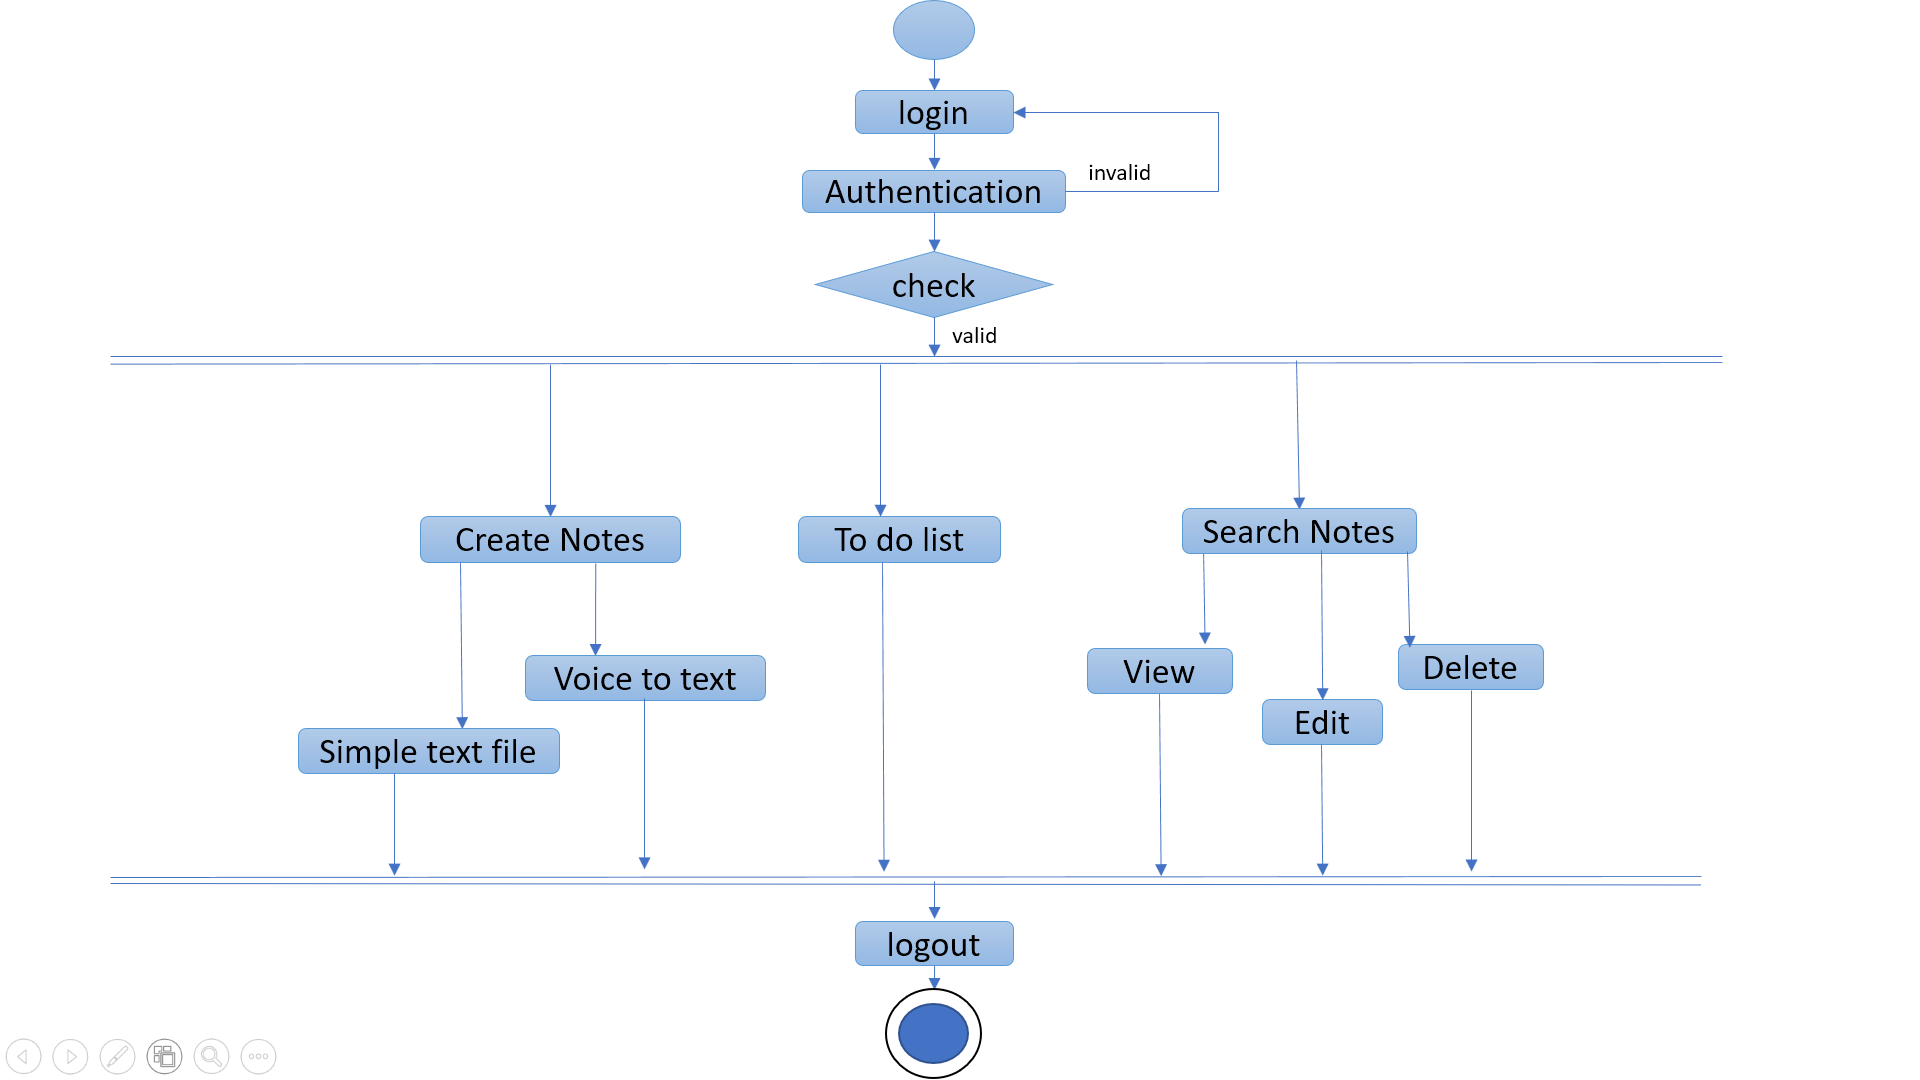 login
invalid
Authentication
check
valid
Create Notes
To do list
Search Notes
View
Delete
Voice to text
Edit
Simple text file
logout